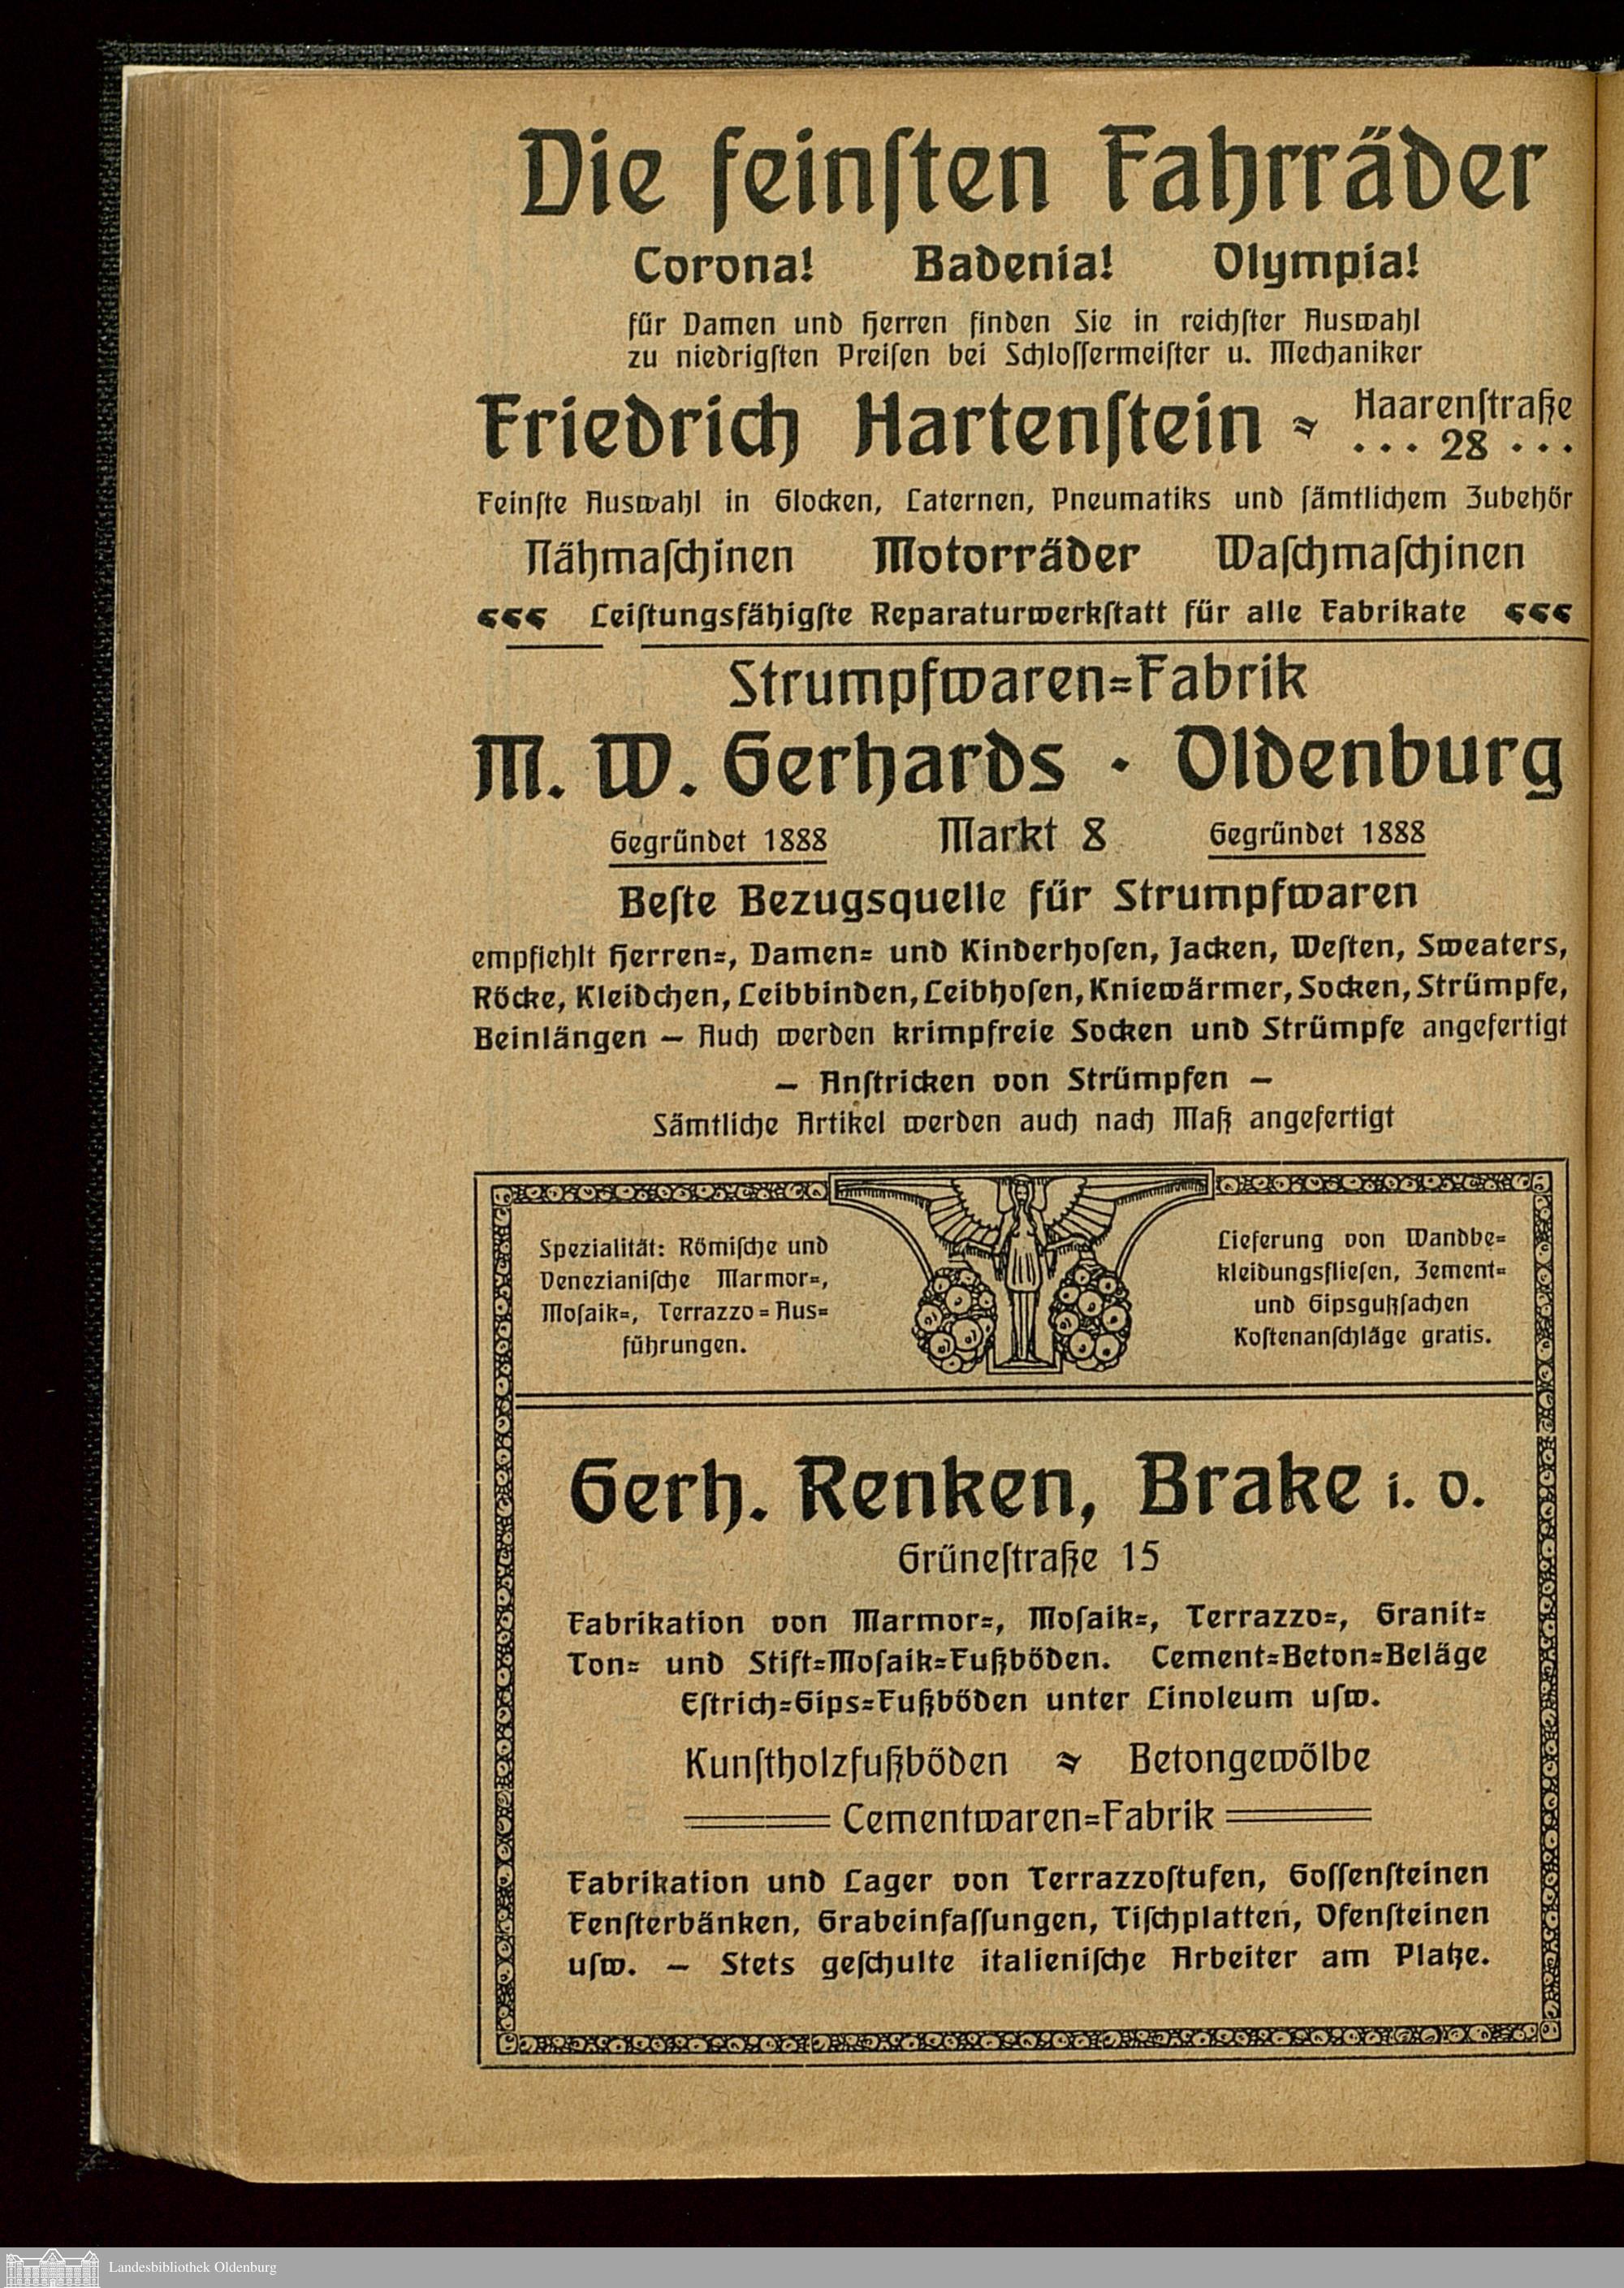 Die feinſten Fahrräder
Corona! Badenia! Olympia!
für Damen und Herren finden Sie in reichſter Auswahl
zu niedrigſten Preiſen bei Schloſſermeiſter u. Mechaniker
Friedrich Hartenſtein Haarenſtraße
. . . 28 . . .
Feinſte Auswahl in Glocken, Laternen, Pneumatiks und ſämtlichem Zubehör
Nähmaſchinen Motorräder Waſchmaſchinen
Leiſtungsfähigſte Reparaturwerkſtatt für alle Fabrikate
Strumpfwaren=Fabrik
M. W. Gerhards · Oldenburg
Gegründet 1888 Markt 8 Gegründet 1888
Beſte Bezugsquelle für Strumpfwaren
empfiehlt Herren=, Damen= und Kinderhoſen, Jacken, Weſten, Sweaters,
Röcke, Kleidchen, Leibbinden, Leibhoſen, Kniewärmer, Socken, Strümpfe,
Beinlängen — Auch werden krimpfreie Socken und Strümpfe angefertigt
— Anſtricken von Strümpfen —
Sämtliche Artikel werden auch nach Maß angefertigt
Spezialität: Römiſche und
Venezianiſche Marmor=,
Moſaik=, Terrazzo=Aus=
führungen.
Lieferung von Wandbe=
kleidungsflieſen, Zement=
und Gipsgußſachen
Koſtenanſchläge gratis.
Gerh. Renken, Brake i. O.
Grüneſtraße 15
Fabrikation von Marmor=, Moſaik=, Terrazzo=, Granit=
Ton= und Stift=Moſaik=Fußböden. Cement=Beton=Beläge
Eſtrich=Gips=Fußböden unter Linoleum uſw.
Kunſtholzfußböden Betongewölbe
Cementwaren=Fabrik
Fabrikation und Lager von Terrazzoſtufen, Goſſenſteinen
Fenſterbänken, Grabeinfaſſungen, Tiſchplatten, Ofenſteinen
uſw. — Stets geſchulte italieniſche Arbeiter am Platze.
Landesbibliothek Oldenburg